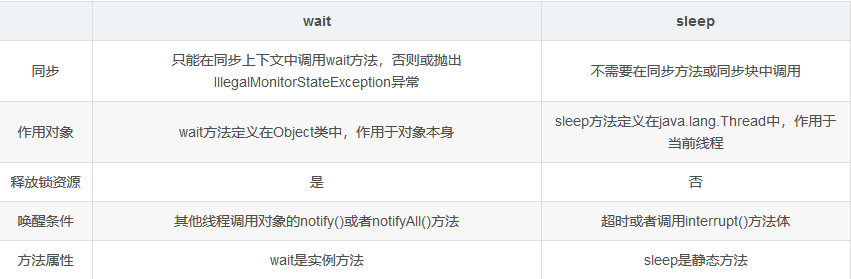 wait sleep
同步 只能在同步上下文中调用wait方法，否则或抛出 不需要在同步方法或同步块中调用
IllegalMonitorStateException异常
作用对象 wait方法定义在Object类中，作用于对象本身 sleep方法定义在java.lang.Thread中，作用于
当前线程
释放锁资源 是 否
唤醒条件 其他线程调用对象的notify()或者notifyAll()方法 超时或者调用interrupt()方法体
方法属性 wait是实例方法 sleep是静态方法